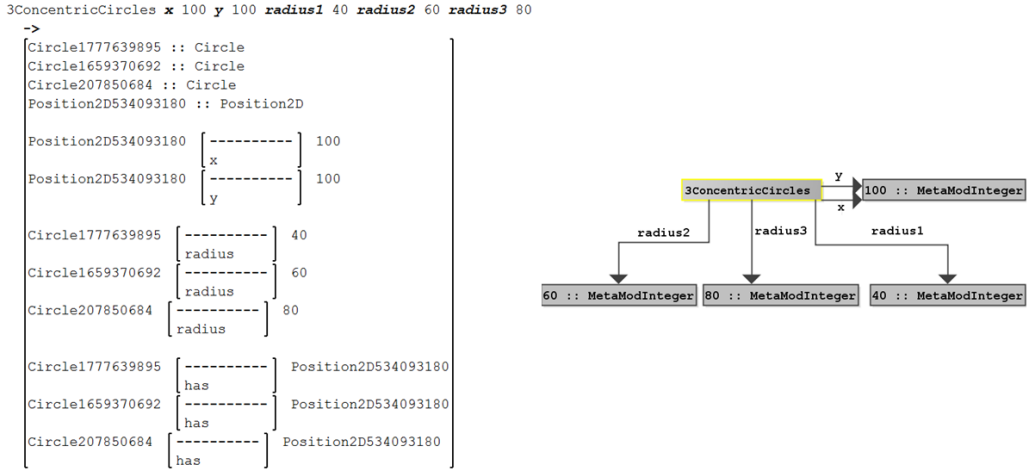 3ConcentricCircles x 100 y 100 radius1 40 radius2 60 radius3 80
->
Circle1777639895 :: Circle
Circle1659370692 :: Circle
Circle207850684 :: Circle
Position2D534093180 :: Position2D
Position2D534093180 [----------] 100
x
Position2D534093180 [----------] 100
y
Circle1777639895 [----------] 40
radius
Circle1659370692 [----------] 60
radius
Circle207850684 [----------] 80
radius
Circle1777639895 [----------] Position2D534093180
has
Circle1659370692 [----------] Position2D534093180
has
Circle207850684 [----------] Position2D534093180
has
3ConcentricCircles
y
x
100 :: MetaModInteger
radius2
radius3
radius1
60 :: MetaModInteger
80 :: MetaModInteger
40 :: MetaModInteger